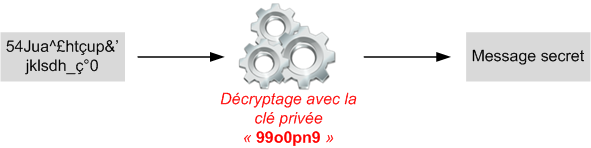 54Jua^£htçup&’
jklsdh_ç°0
Décryptage avec la
clé privée
« 99o0pn9 »
Message secret